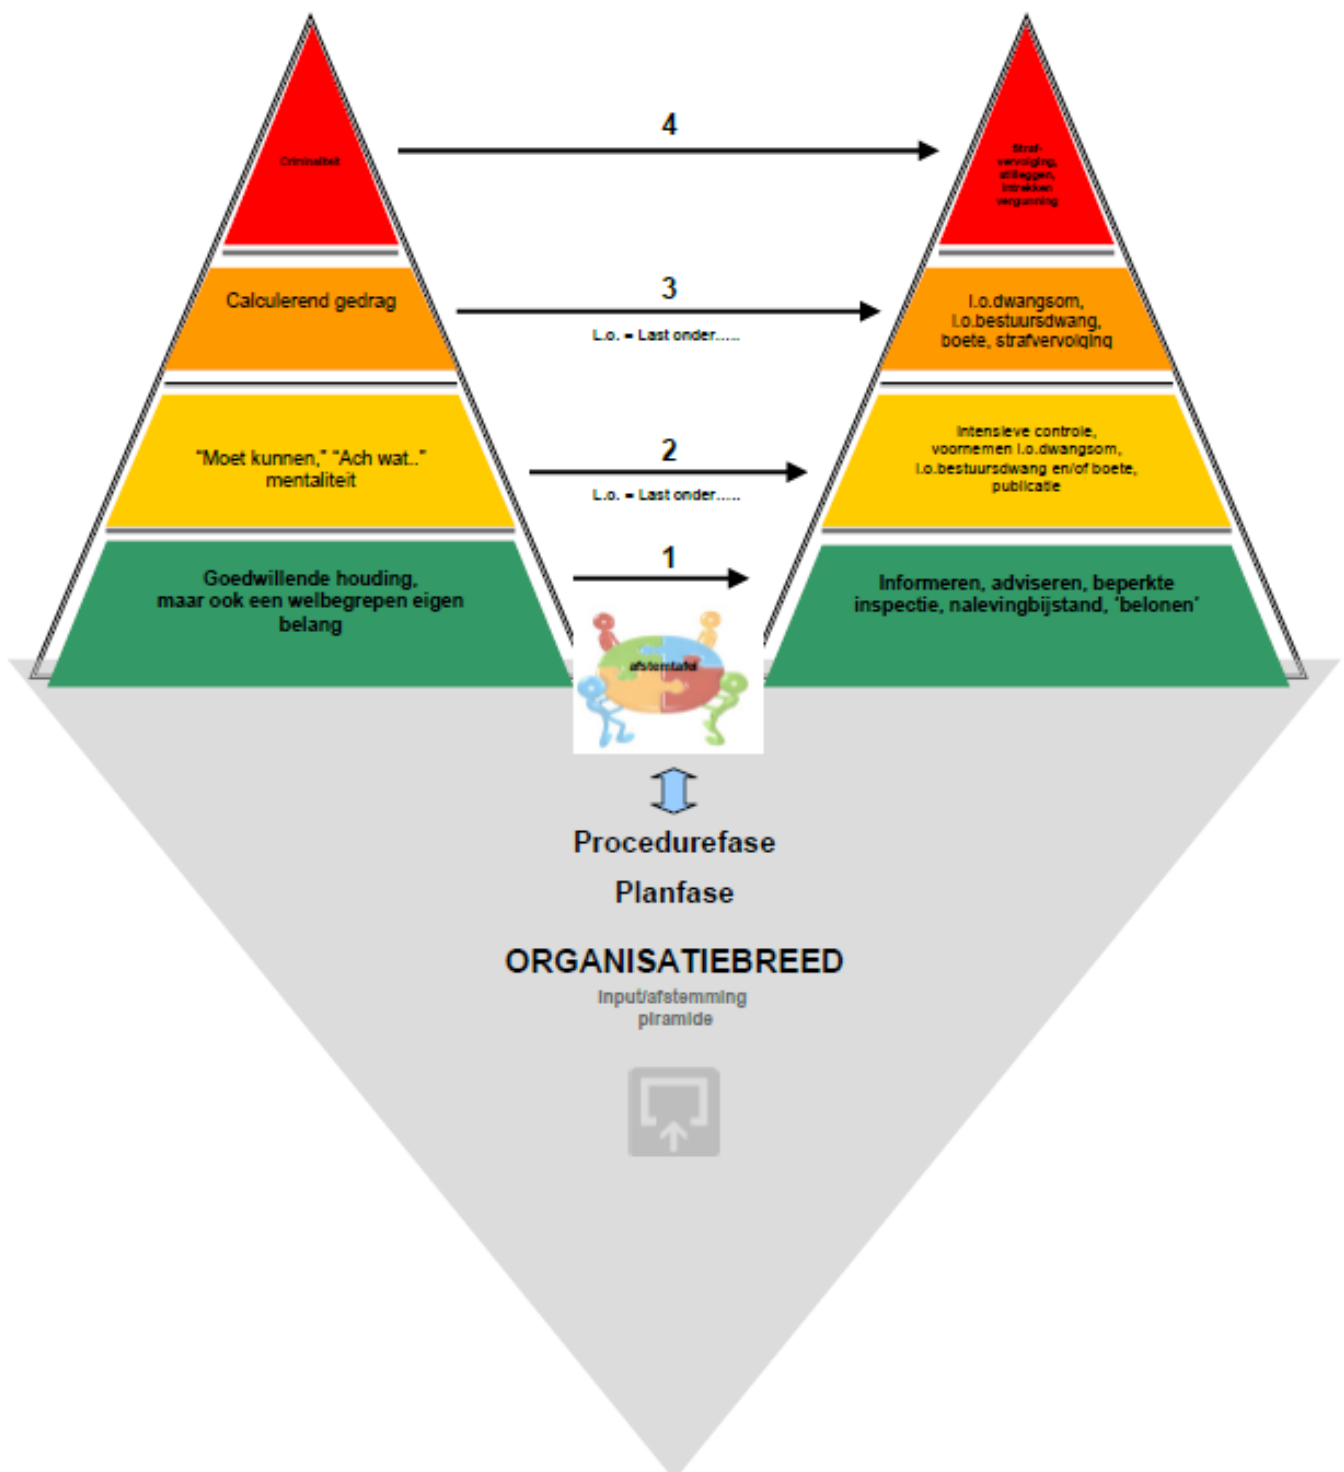 4
Criminaliteit
Straf-
vervolging,
stilleggen,
intrekken
vergunning
3
Calculerend gedrag
l.o.dwangsom,
l.o.bestuursdwang,
boete, strafvervolging
L.o. = Last onder.....
2
"Moet kunnen," "Ach wat.."
mentaliteit
Intensieve controle,
voornemen l.o.dwangsom,
l.o.bestuursdwang en/of boete,
publicatie
L.o. = Last onder.....
1
Goedwillende houding,
maar ook een welbegrepen eigen
belang
Informeren, adviseren, beperkte
inspectie, nalevingbijstand, 'belonen'
afstemtafel
Procedurefase
Planfase
ORGANISATIEBREED
Input/afstemming
piramide